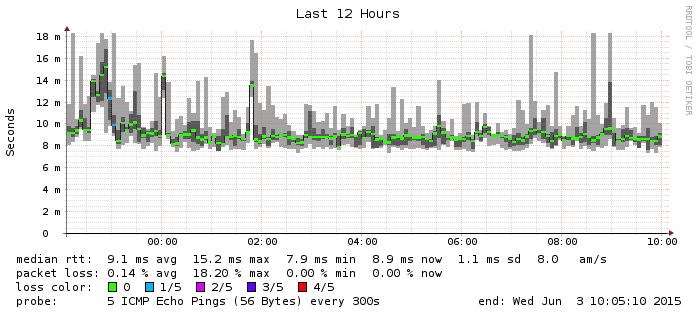 Last 12 Hours
RRDTOOL / TOBI OETIKER
Seconds
18 m
16 m
14 m
12 m
10 m
8 m
6 m
4 m
2 m
0
00:00 02:00 04:00 06:00 08:00 10:00
median rtt: 9.1 ms avg 15.2 ms max 7.9 ms min 8.9 ms now 1.1 ms sd 8.0 am/s
packet loss: 0.14 % avg 18.20 % max 0.00 % min 0.00 % now
loss color: 0 1/5 2/5 3/5 4/5
probe: 5 ICMP Echo Pings (56 Bytes) every 300s end: Wed Jun 3 10:05:10 2015